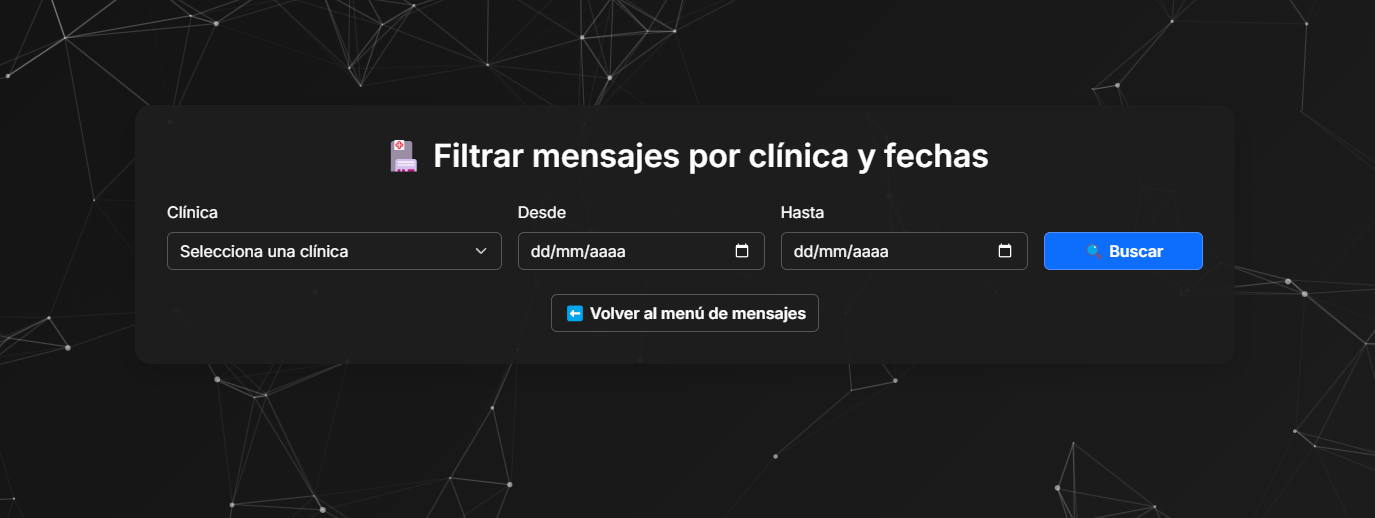 Filtrar mensajes por clínica y fechas
Clínica
Desde
Hasta
Selecciona una clínica
dd/mm/aaaa
dd/mm/aaaa
Buscar
Volver al menú de mensajes